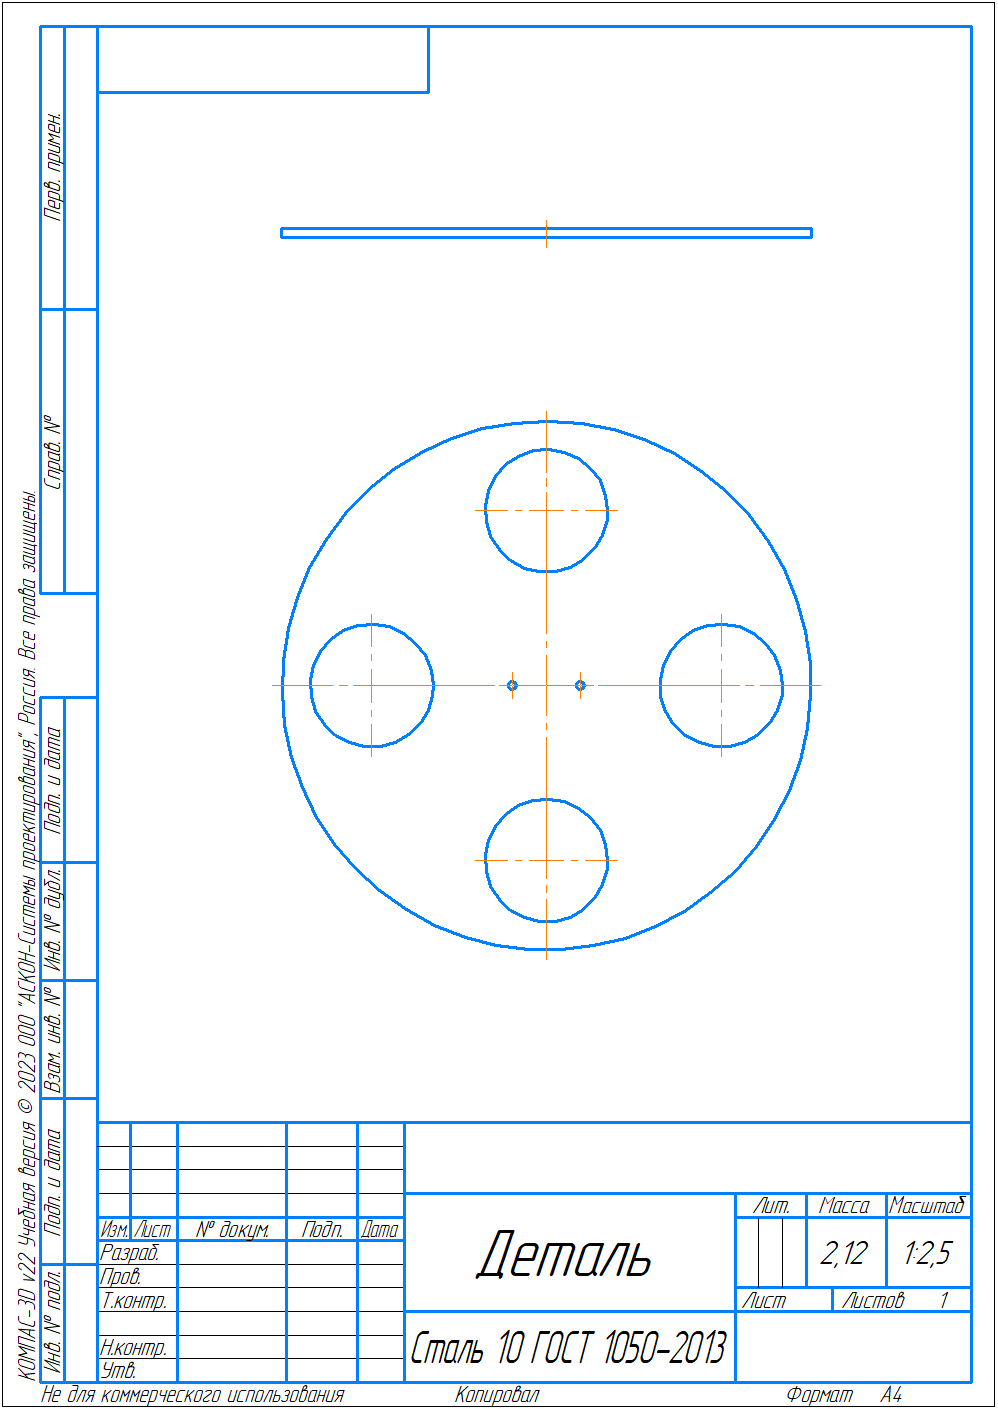 Перв. примен.
Справ. №
Подп. и дата
Инв. № дубл.
Взам. инв. №
Подп. и дата
Инв. № подл.
КОМПАС-3D v22 Учебная версия © 2023 ООО "АСКОН-Системы проектирования", Россия. Все права защищены.
Изм. Лист № докум. Подп. Дата
Разраб.
Пров.
Т.контр.
Н.контр.
Утв.
Деталь
Сталь 10 ГОСТ 1050-2013
Лит. Масса Масштаб
2,12 1:2,5
Лист Листов 1
Не для коммерческого использования Копировал Формат А4